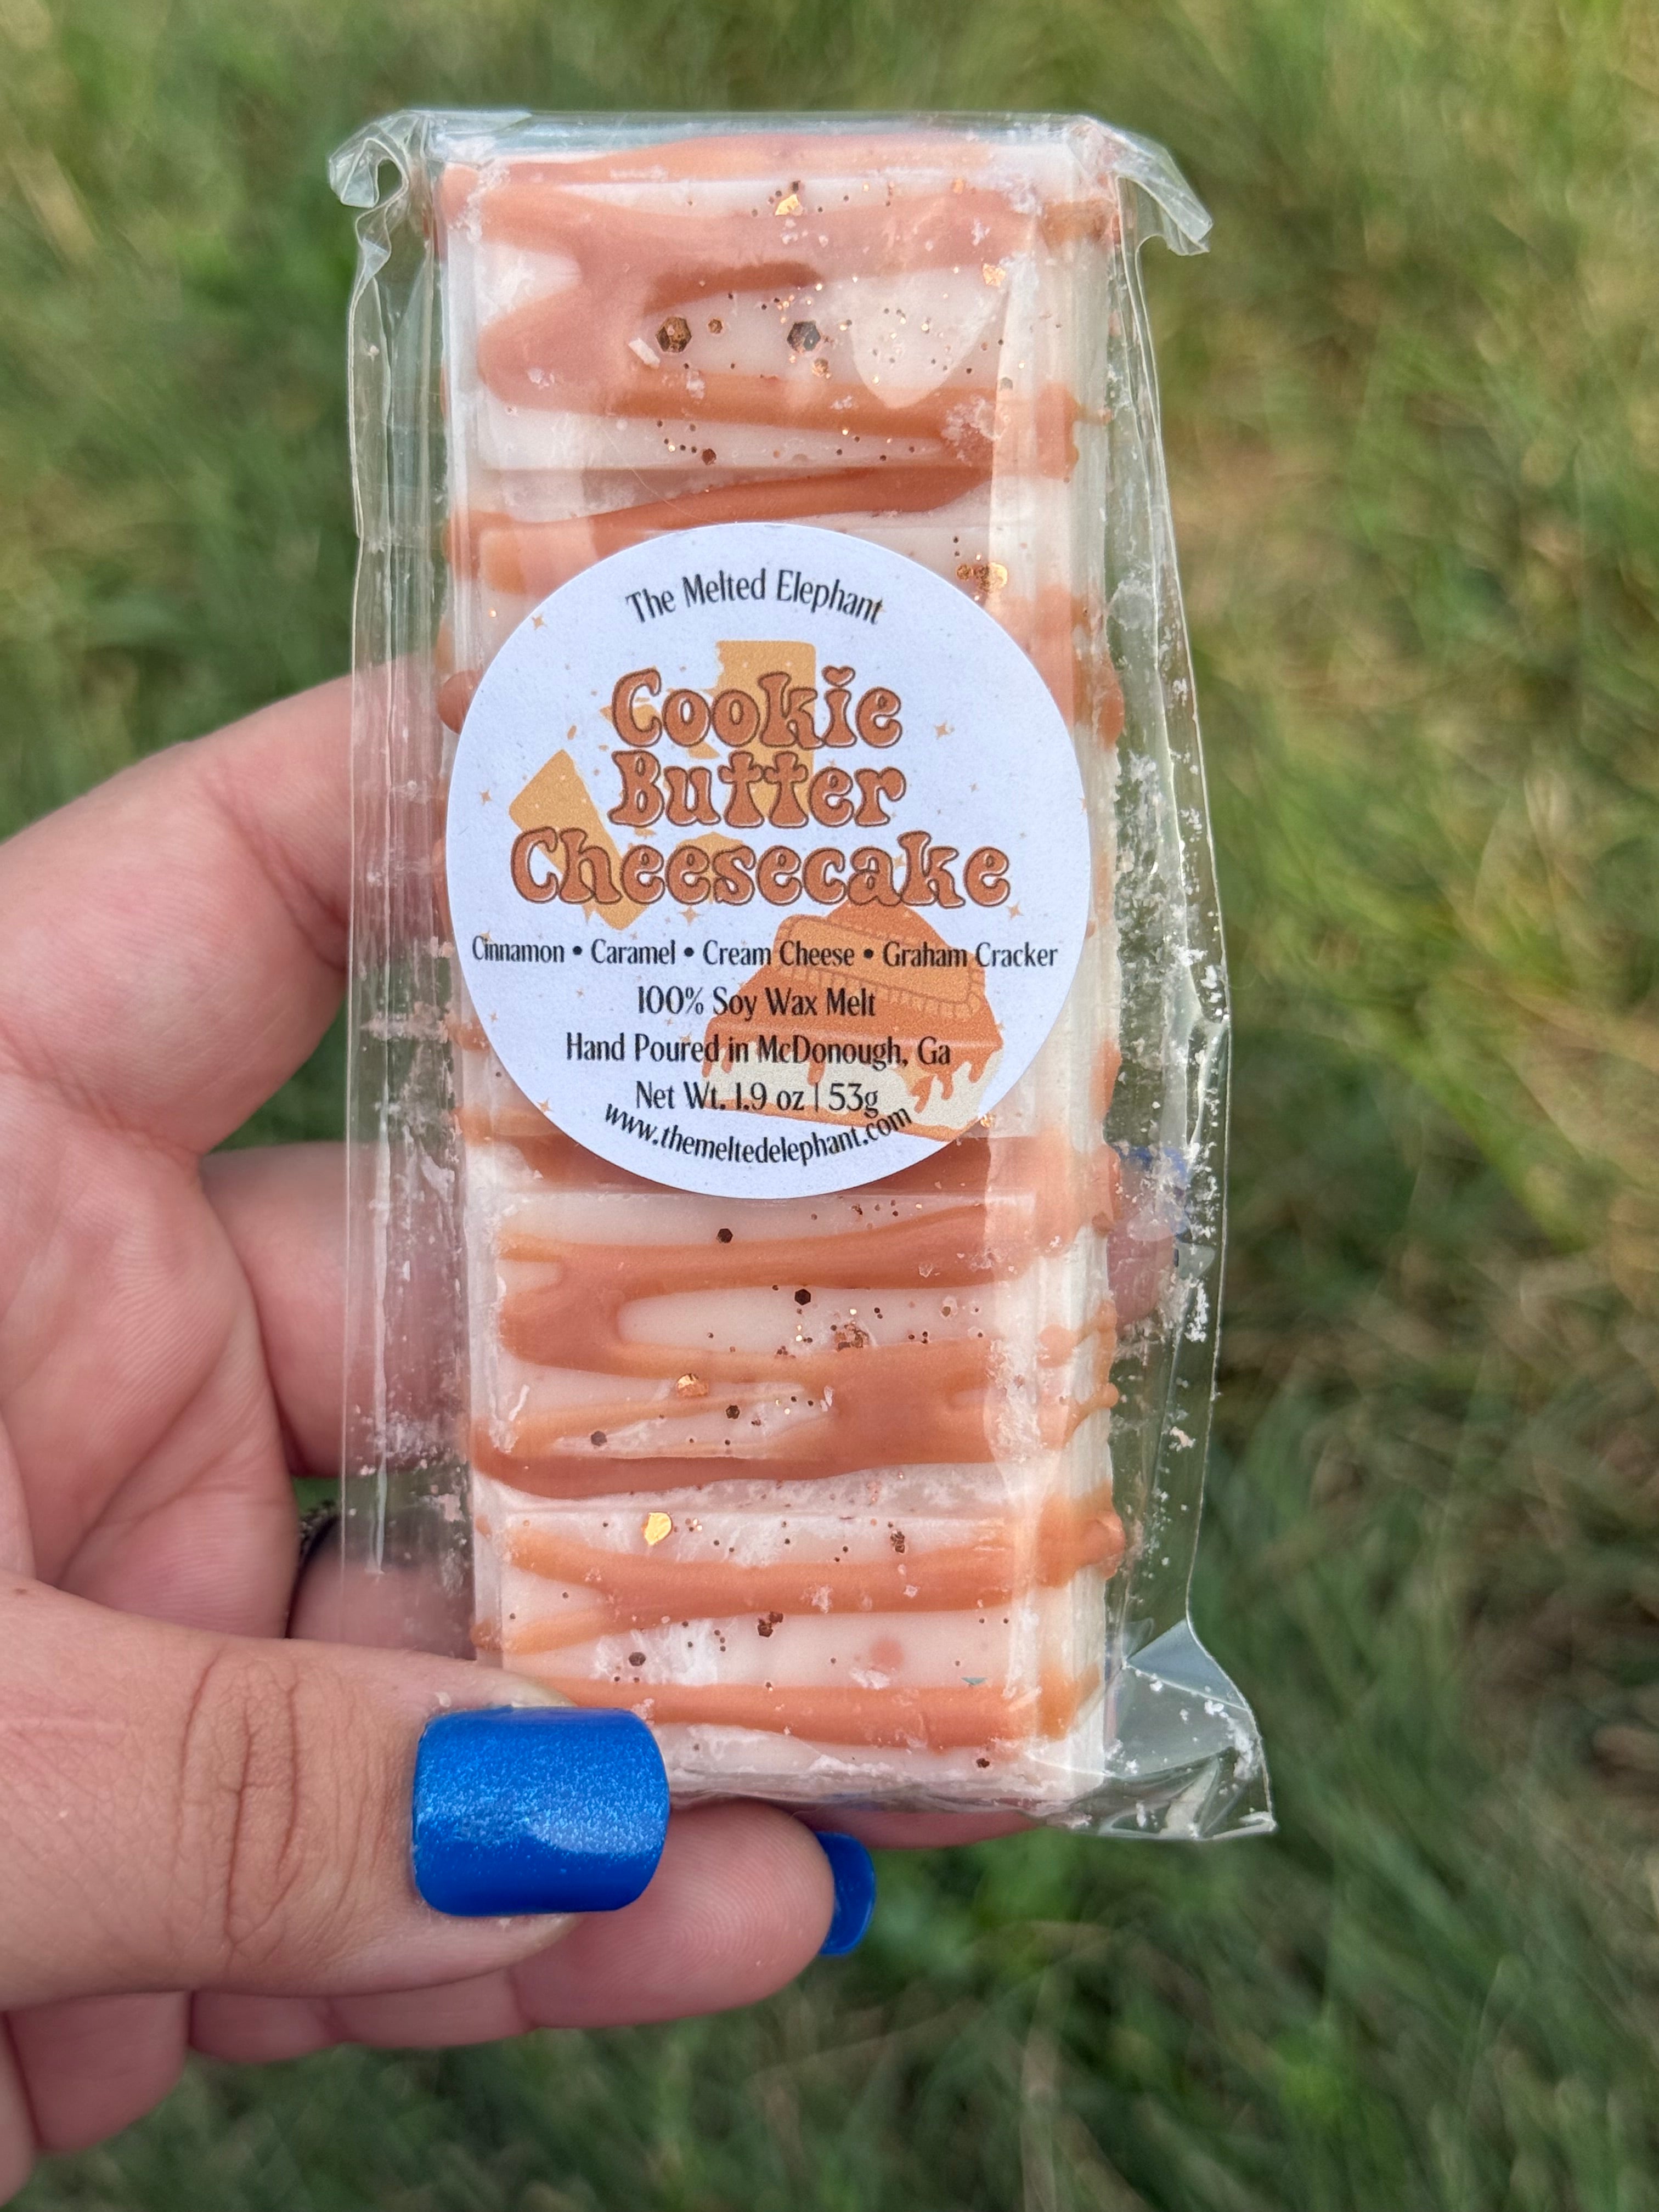 The Melted Elephant
Cookie
Butter
Cheesecake
Cinnamon • Caramel • Cream Cheese • Graham Cracker
100% Soy Wax Melt
Hand Poured in McDonough, Ga
Net Wt. 1.9 oz | 53g
www.themeltedelephant.com